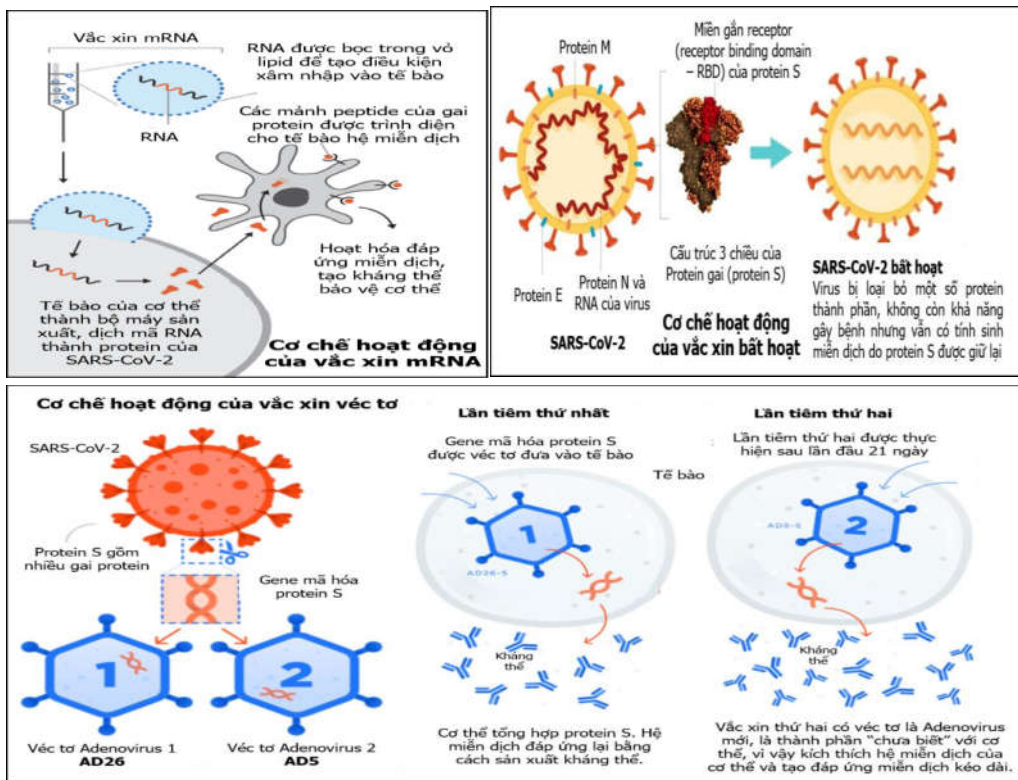 Vắc xin mRNA
RNA được bọc trong vỏ
lipid để tạo điều kiện
xâm nhập vào tế bào
RNA
Các mảnh peptide của gai
protein được trình diện
cho tế bào hệ miễn dịch
Hoạt hóa đáp
ứng miễn dịch,
tạo kháng thể
bảo vệ cơ thể
Tế bào của cơ thể
thành bộ máy sản
xuất, dịch mã RNA
thành protein của
SARS-CoV-2
Cơ chế hoạt động
của vắc xin mRNA
Protein M
Miền gắn receptor
(receptor binding domain
– RBD) của protein S
Protein E
Protein N và
RNA của virus
Cấu trúc 3 chiều của
Protein gai (protein S)
SARS-CoV-2
Cơ chế hoạt động
của vắc xin bất hoạt
SARS-CoV-2 bất hoạt
Virus bị loại bỏ một số protein
thành phần, không còn khả năng
gây bệnh nhưng vẫn có tính sinh
miễn dịch do protein S được giữ lại
Cơ chế hoạt động của vắc xin véc tơ
SARS-CoV-2
Protein S gồm
nhiều gai protein
Gene mã hóa
protein S
1
2
Véc tơ Adenovirus 1
AD26
Véc tơ Adenovirus 2
AD5
Lần tiêm thứ nhất
Gene mã hóa protein S
được véc tơ đưa vào tế bào
Tế bào
1
AD26-S
Kháng
thể
Cơ thể tổng hợp protein S. Hệ
miễn dịch đáp ứng lại bằng
cách sản xuất kháng thể.
Lần tiêm thứ hai
Lần tiêm thứ hai được thực
hiện sau lần đầu 21 ngày
2
AD5-S
Kháng
thể
Vắc xin thứ hai có véc tơ là Adenovirus
mới, là thành phần “chưa biết” với cơ
thể, vì vậy kích thích hệ miễn dịch của
cơ thể và tạo đáp ứng miễn dịch kéo dài.